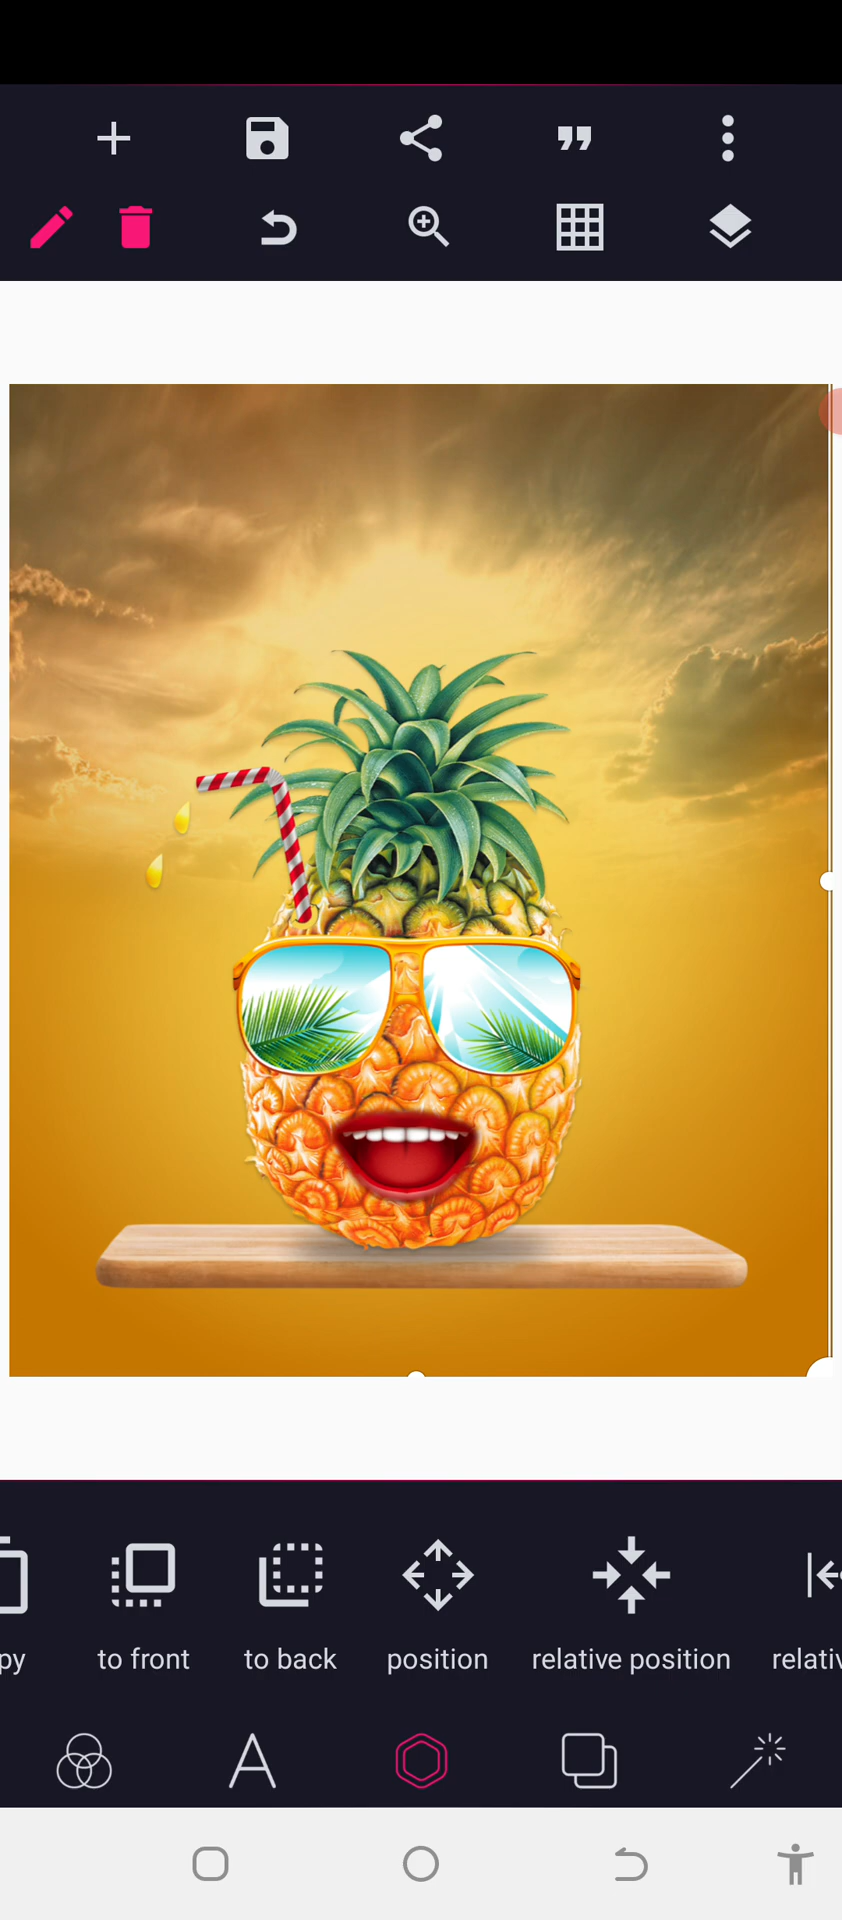 py
to front
to back
position
relative position
relativ